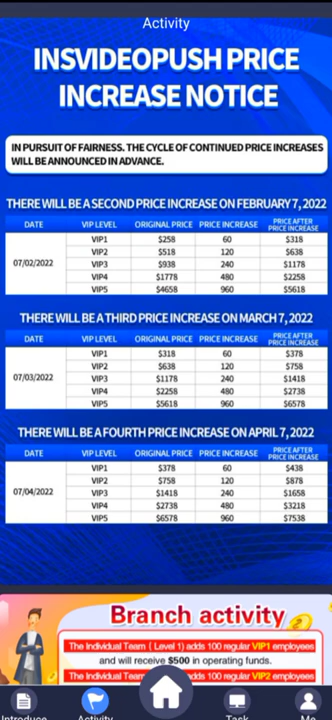 Activity
INSVIDEOPUSH PRICE
INCREASE NOTICE
IN PURSUIT OF FAIRNESS. THE CYCLE OF CONTINUED PRICE INCREASES
WILL BE ANNOUNCED IN ADVANCE.
THERE WILL BE A SECOND PRICE INCREASE ON FEBRUARY 7, 2022
DATE VIP LEVEL ORIGINAL PRICE PRICE INCREASE PRICE AFTER PRICE INCREASE
07/02/2022
VIP1 $258 60 $318
VIP2 $518 120 $638
VIP3 $938 240 $1178
VIP4 $1778 480 $2258
VIP5 $4658 960 $5618
THERE WILL BE A THIRD PRICE INCREASE ON MARCH 7, 2022
DATE VIP LEVEL ORIGINAL PRICE PRICE INCREASE PRICE AFTER PRICE INCREASE
07/03/2022
VIP1 $318 60 $378
VIP2 $638 120 $758
VIP3 $1178 240 $1418
VIP4 $2258 480 $2738
VIP5 $5618 960 $6578
THERE WILL BE A FOURTH PRICE INCREASE ON APRIL 7, 2022
DATE VIP LEVEL ORIGINAL PRICE PRICE INCREASE PRICE AFTER PRICE INCREASE
07/04/2022
VIP1 $378 60 $438
VIP2 $758 120 $878
VIP3 $1418 240 $1658
VIP4 $2738 480 $3218
VIP5 $6578 960 $7538
Branch activity
The Individual Team ( Level 1) adds 100 regular VIP1 employees
and will receive $500 in operating funds.
The Individual Team dds 100 regular VIP2 employees
Introduce Activity Task Me